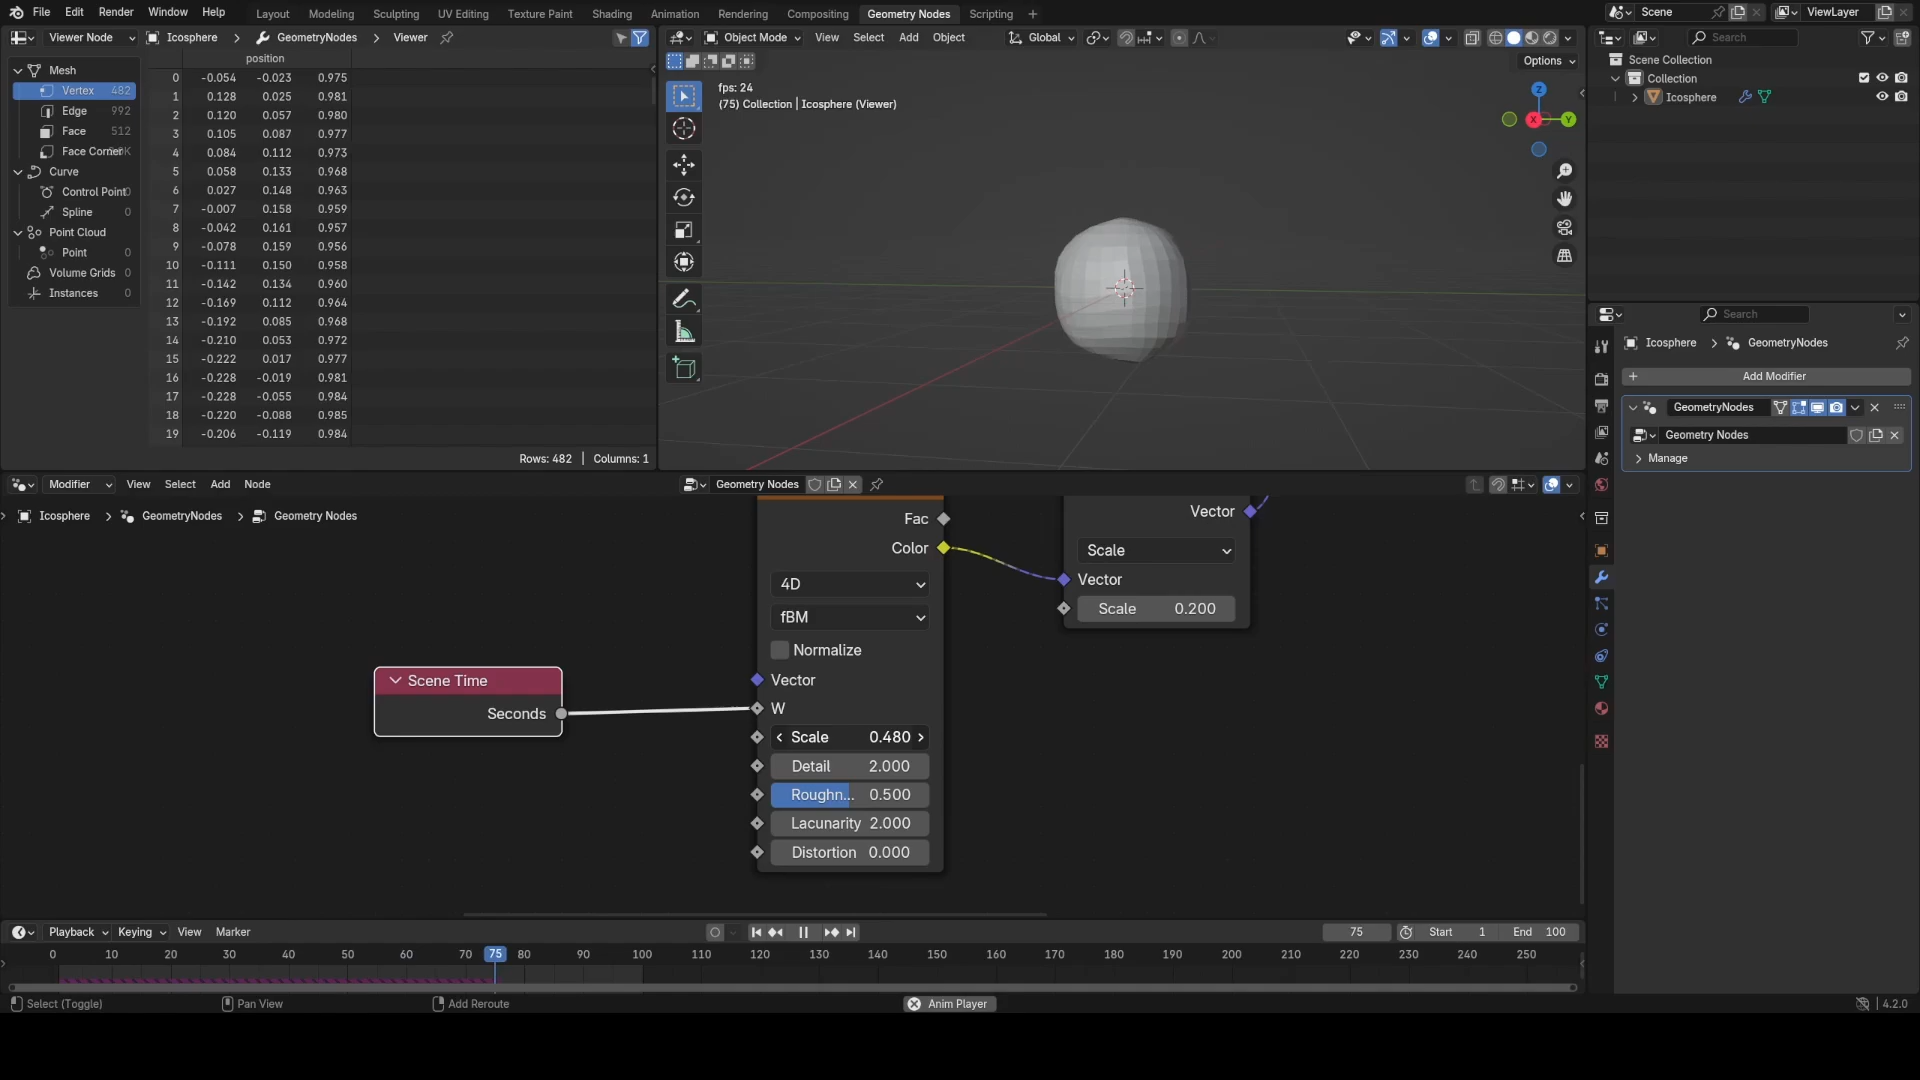 File Edit Render Window Help Layout Modeling Sculpting UV Editing Texture Paint Shading Animation Rendering Compositing Geometry Nodes Scripting + Scene ViewLayer
Viewer Node Icosphere > GeometryNodes > Viewer
position
Mesh
Vertex 482
Edge 992
Face 512
Face Corner
Curve
Control Point 0
Spline 0
Point Cloud
Point 0
Volume Grids 0
Instances 0
0 -0.054 -0.023 0.975
1 0.128 0.025 0.981
2 0.120 0.057 0.980
3 0.105 0.087 0.977
4 0.084 0.112 0.973
5 0.058 0.133 0.968
6 0.027 0.148 0.963
7 -0.007 0.158 0.959
8 -0.042 0.161 0.957
9 -0.078 0.159 0.956
10 -0.111 0.150 0.958
11 -0.142 0.134 0.960
12 -0.169 0.112 0.964
13 -0.192 0.085 0.968
14 -0.210 0.053 0.972
15 -0.222 0.017 0.977
16 -0.228 -0.019 0.981
17 -0.228 -0.055 0.984
18 -0.220 -0.088 0.985
19 -0.206 -0.119 0.984
Rows: 482 | Columns: 1
Object Mode View Select Add Object Global
Options
fps: 24
(75) Collection | Icosphere (Viewer)
Z
X
Y
Search
Scene Collection
Collection
Icosphere
Search
Icosphere > GeometryNodes
+ Add Modifier
GeometryNodes
Geometry Nodes
Manage
Modifier View Select Add Node Geometry Nodes
Icosphere > GeometryNodes > Geometry Nodes
Scene Time
Seconds
Fac
Color
4D
fBM
Normalize
Vector
W
Scale 0.480
Detail 2.000
Roughn... 0.500
Lacunarity 2.000
Distortion 0.000
Vector
Scale
Vector
Scale 0.200
Playback Keying View Marker 75 Start 1 End 100
0 10 20 30 40 50 60 70 75 80 90 100 110 120 130 140 150 160 170 180 190 200 210 220 230 240 250
Select (Toggle) Pan View Add Reroute Anim Player 4.2.0